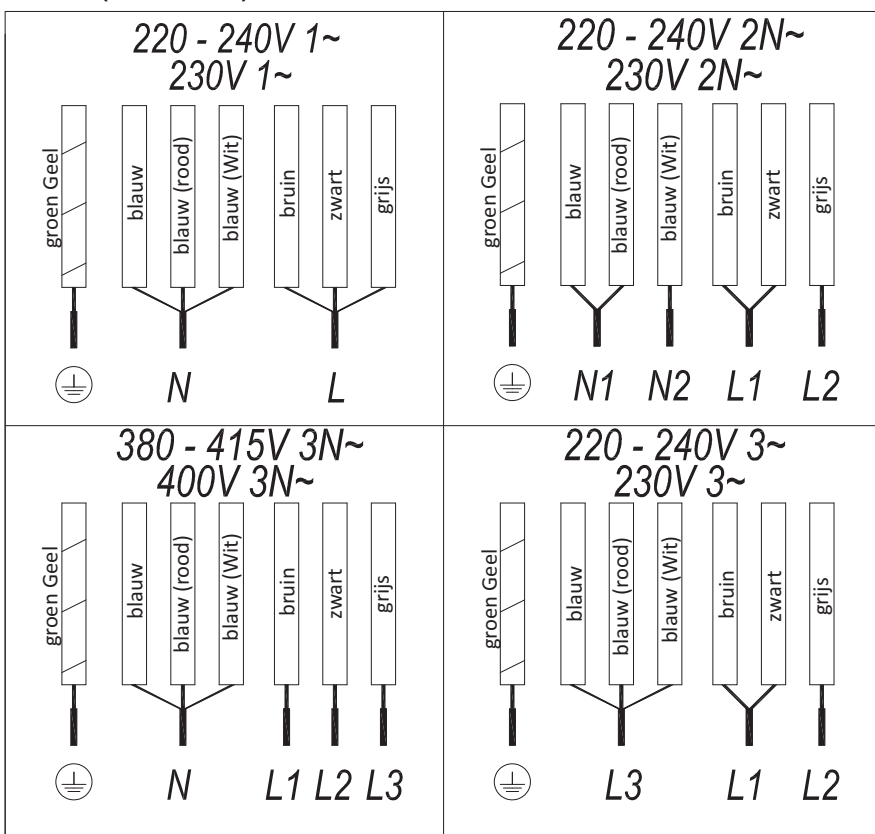 220 - 240V 1~
230V 1~
groen Geel
blauw
blauw (rood)
blauw (Wit)
bruin
zwart
grijs
N
L
220 - 240V 2N~
230V 2N~
groen Geel
blauw
blauw (rood)
blauw (Wit)
bruin
zwart
grijs
N1
N2
L1
L2
380 - 415V 3N~
400V 3N~
groen Geel
blauw
blauw (rood)
blauw (Wit)
bruin
zwart
grijs
N
L1
L2
L3
220 - 240V 3~
230V 3~
groen Geel
blauw
blauw (rood)
blauw (Wit)
bruin
zwart
grijs
L3
L1
L2